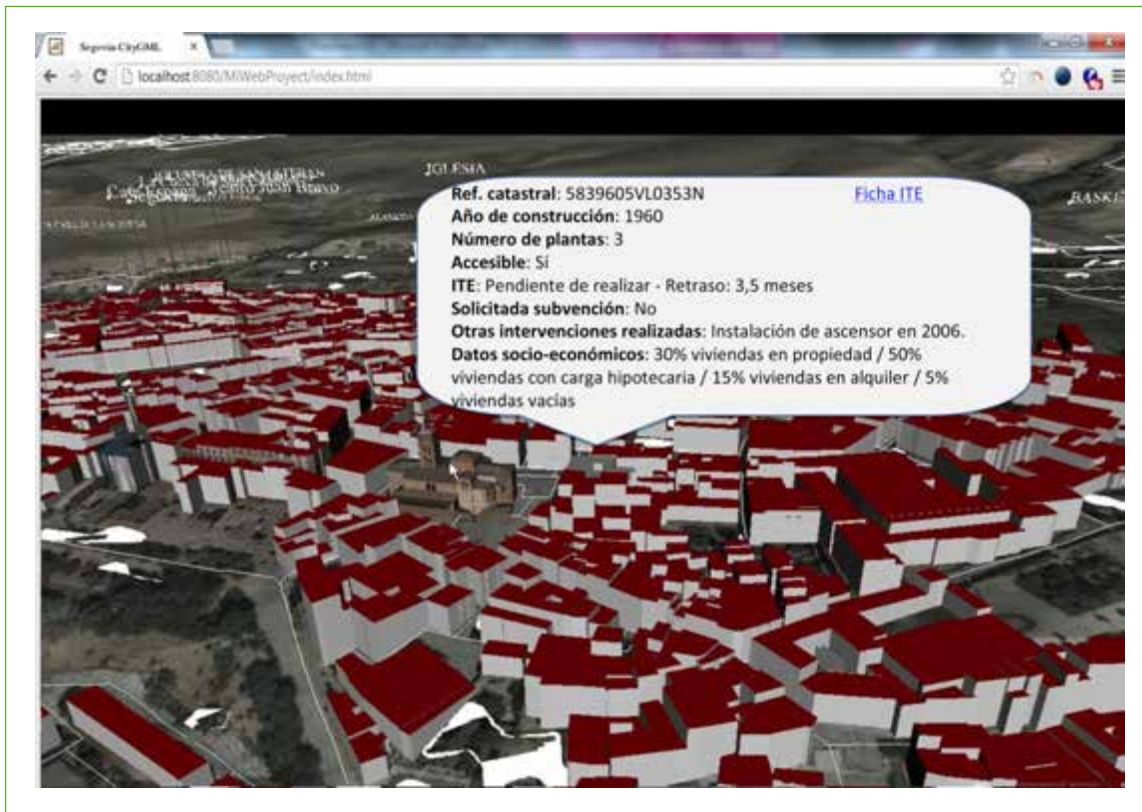 Segovia-CityGML
localhost:8080/MiWebProyect/index.html
IGLESIA
Juan Bravo
Ref. catastral: 5839605VL0353N
Ficha ITE
Año de construcción: 1960
Número de plantas: 3
Accesible: Sí
ITE: Pendiente de realizar - Retraso: 3,5 meses
Solicitada subvención: No
Otras intervenciones realizadas: Instalación de ascensor en 2006.
Datos socio-económicos: 30% viviendas en propiedad / 50%
viviendas con carga hipotecaria / 15% viviendas en alquiler / 5%
viviendas vacías